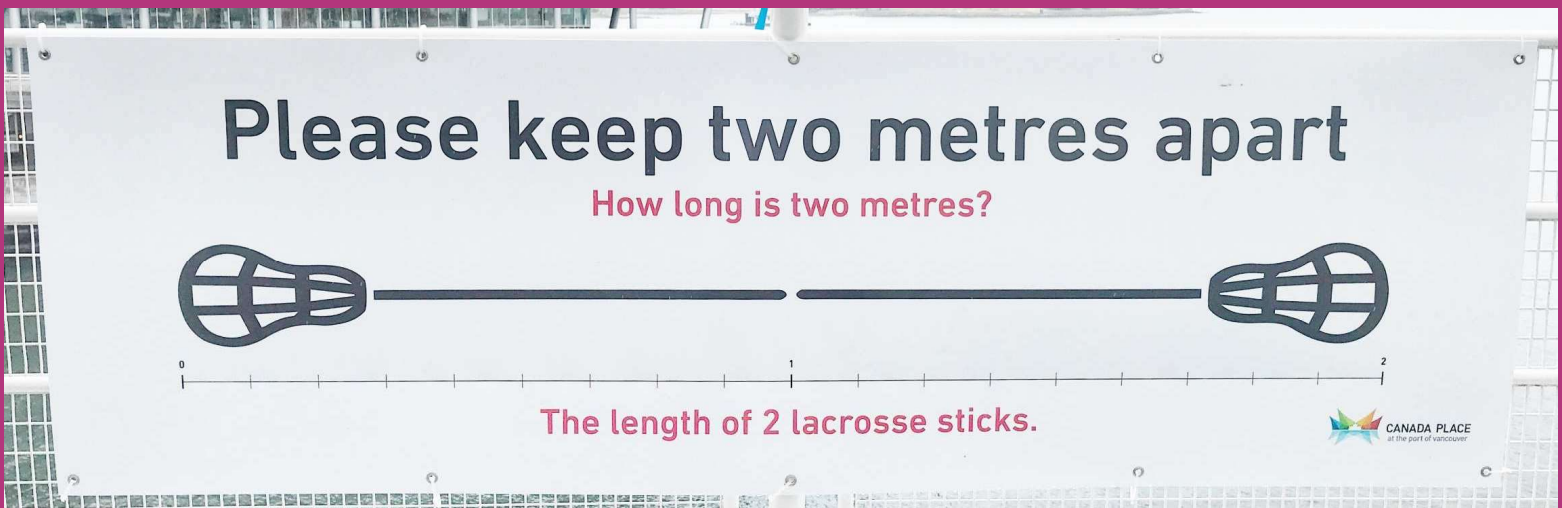 Please keep two metres apart
How long is two metres?
0 1 2
The length of 2 lacrosse sticks.
CANADA PLACE
at the port of vancouver